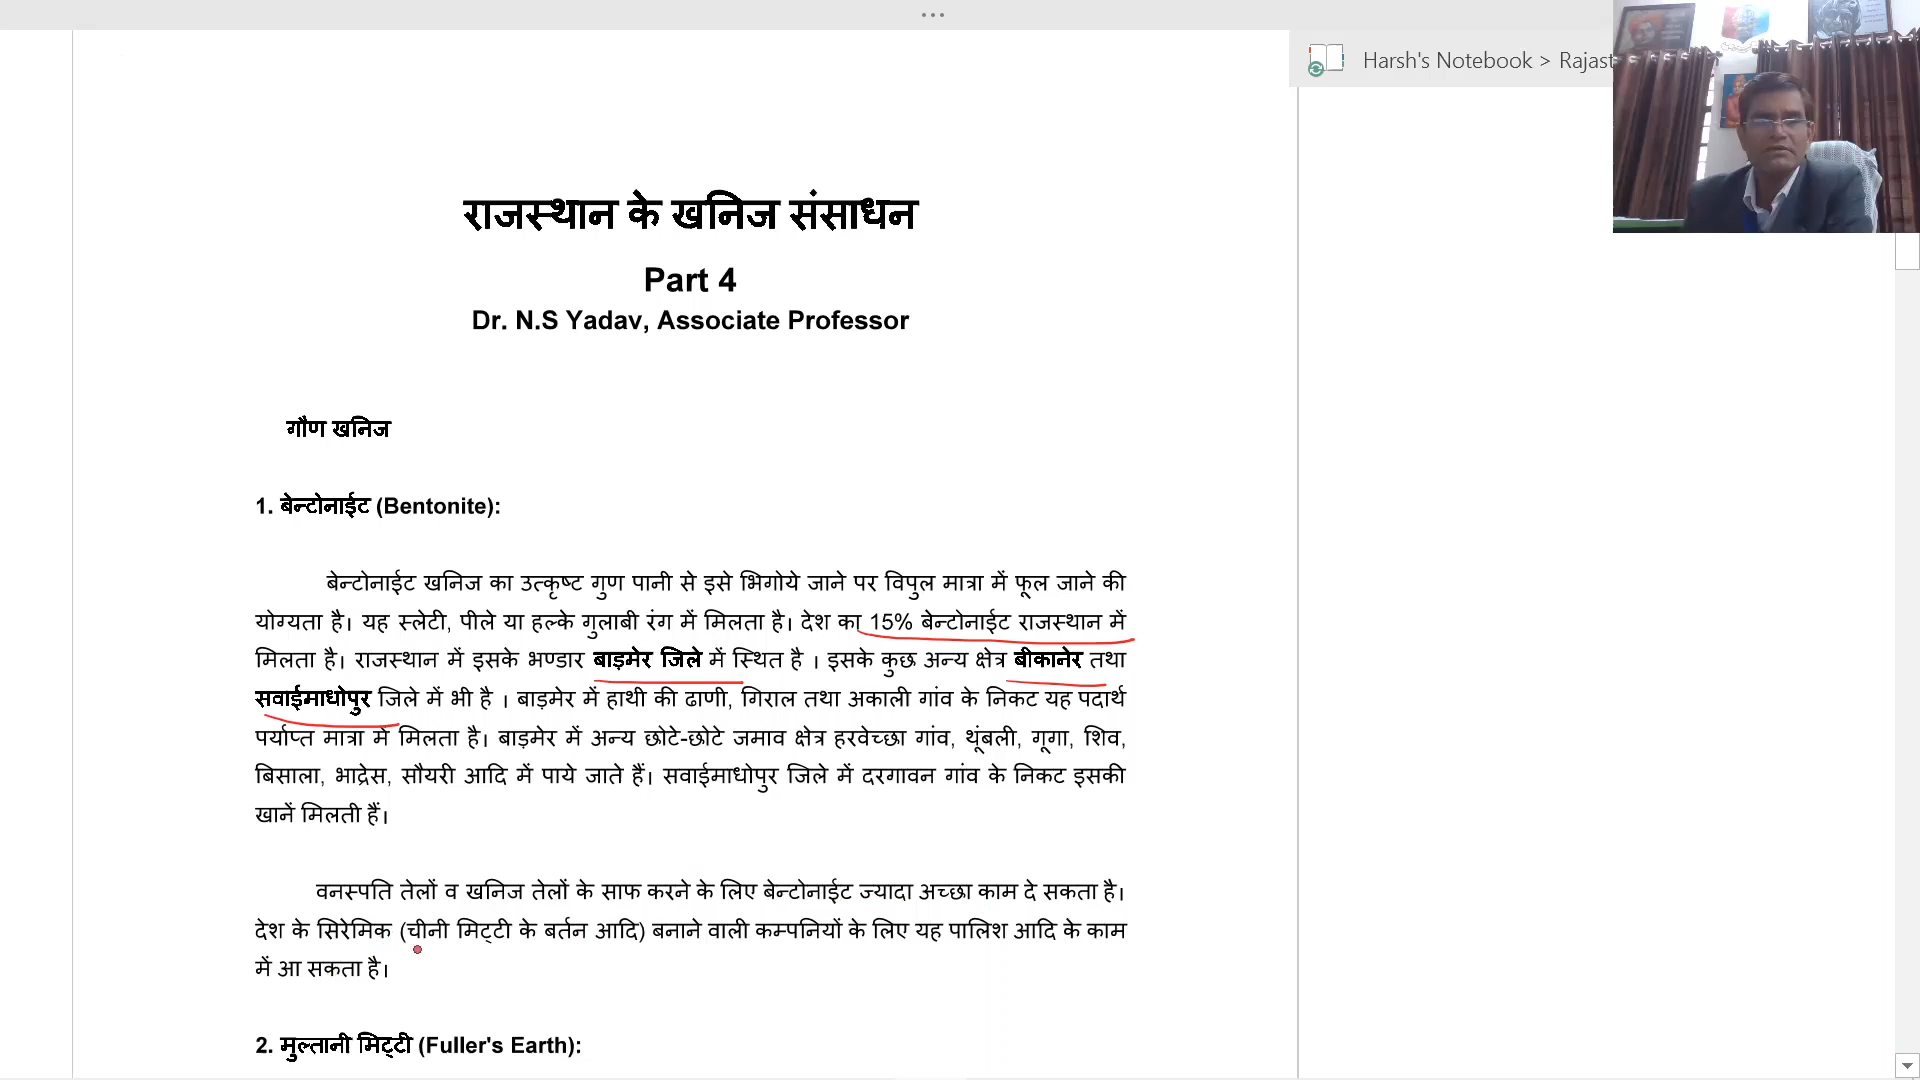 Harsh's Notebook > Rajast
राजस्थान के खनिज संसाधन
Part 4
Dr. N.S Yadav, Associate Professor
गौण खनिज
1. बेन्टोनाईट (Bentonite):
बेन्टोनाईट खनिज का उत्कृष्ट गुण पानी से इसे भिगोये जाने पर विपुल मात्रा में फूल जाने की
योग्यता है। यह स्लेटी, पीले या हल्के गुलाबी रंग में मिलता है। देश का 15% बेन्टोनाईट राजस्थान में
मिलता है। राजस्थान में इसके भण्डार बाड़मेर जिले में स्थित है । इसके कुछ अन्य क्षेत्र बीकानेर तथा
सवाईमाधोपुर जिले में भी है । बाड़मेर में हाथी की ढाणी, गिराल तथा अकाली गांव के निकट यह पदार्थ
पर्याप्त मात्रा में मिलता है। बाड़मेर में अन्य छोटे-छोटे जमाव क्षेत्र हरवेच्छा गांव, थूंबली, गूगा, शिव,
बिसाला, भाद्रेस, सौयरी आदि में पाये जाते हैं। सवाईमाधोपुर जिले में दरगावन गांव के निकट इसकी
खानें मिलती हैं।
वनस्पति तेलों व खनिज तेलों के साफ करने के लिए बेन्टोनाईट ज्यादा अच्छा काम दे सकता है।
देश के सिरेमिक (चीनी मिट्टी के बर्तन आदि) बनाने वाली कम्पनियों के लिए यह पालिश आदि के काम
में आ सकता है।
2. मुल्तानी मिट्टी (Fuller's Earth):